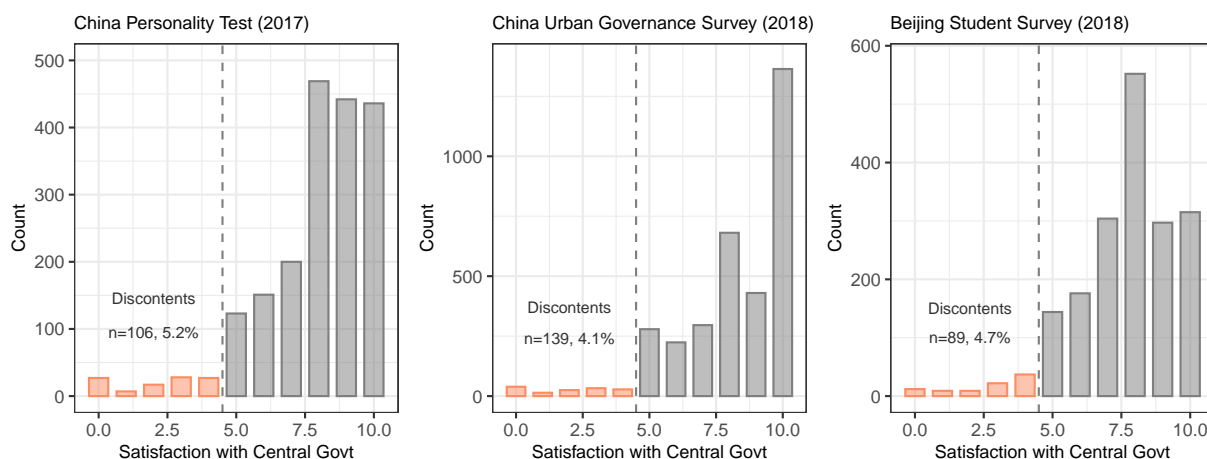 China Personality Test (2017)
500
400
300
200
100
0
Count
Discontents
n=106, 5.2%
0.0 2.5 5.0 7.5 10.0
Satisfaction with Central Govt
China Urban Governance Survey (2018)
1000
500
0
Count
Discontents
n=139, 4.1%
0.0 2.5 5.0 7.5 10.0
Satisfaction with Central Govt
Beijing Student Survey (2018)
600
400
200
0
Count
Discontents
n=89, 4.7%
0.0 2.5 5.0 7.5 10.0
Satisfaction with Central Govt